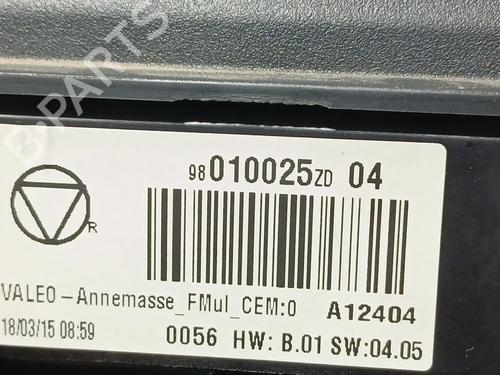 B-PARTS
98 010025 ZD 04
R
VALEO-Annemasse_FMul_CEM:0 A12404
18/03/15 08:59 0056 HW: B.01 SW:04.05